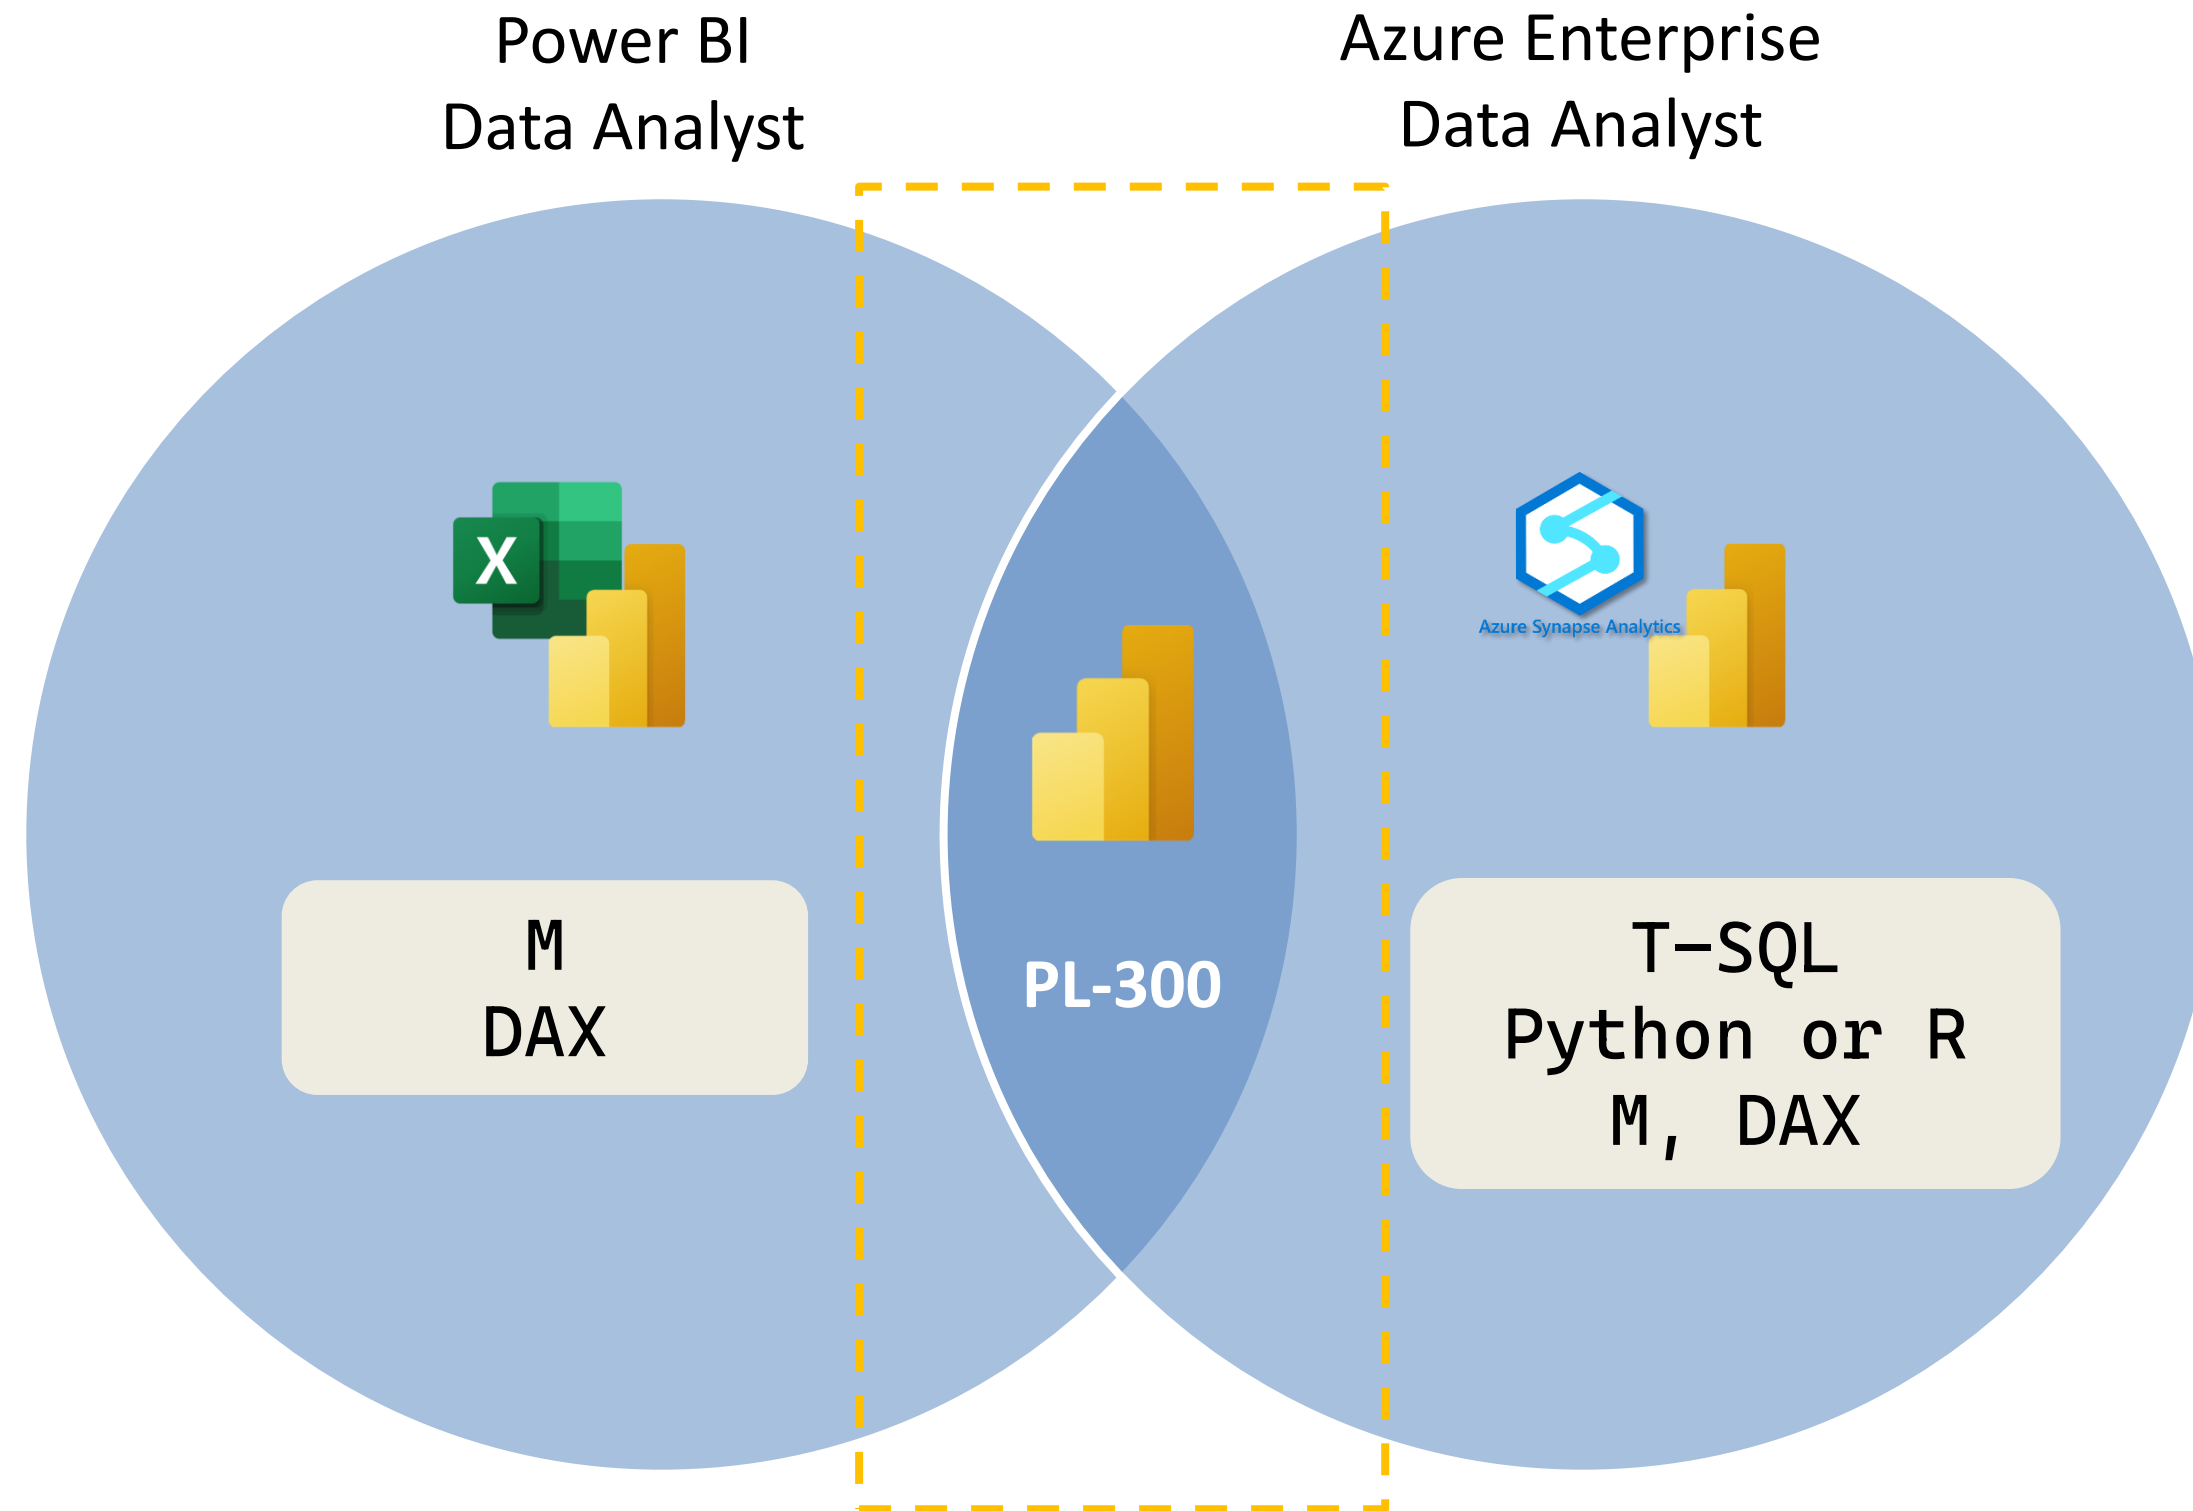 Power BI
Data Analyst
Azure Enterprise
Data Analyst
X
Azure Synapse Analytics
M
DAX
PL-300
T-SQL
Python or R
M, DAX